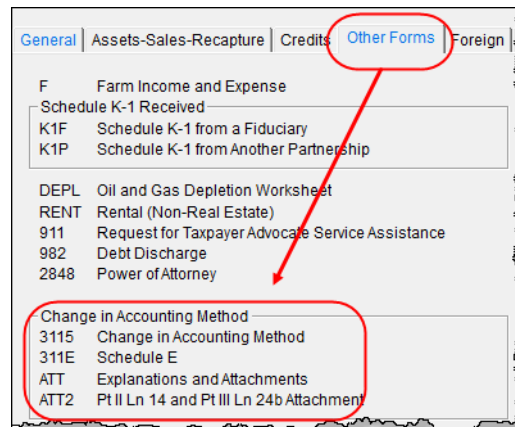 General Assets-Sales-Recapture Credits Other Forms Foreign
F Farm Income and Expense
Schedule K-1 Received
K1F Schedule K-1 from a Fiduciary
K1P Schedule K-1 from Another Partnership
DEPL Oil and Gas Depletion Worksheet
RENT Rental (Non-Real Estate)
911 Request for Taxpayer Advocate Service Assistance
982 Debt Discharge
2848 Power of Attorney
Change in Accounting Method
3115 Change in Accounting Method
311E Schedule E
ATT Explanations and Attachments
ATT2 Pt II Ln 14 and Pt III Ln 24b Attachment